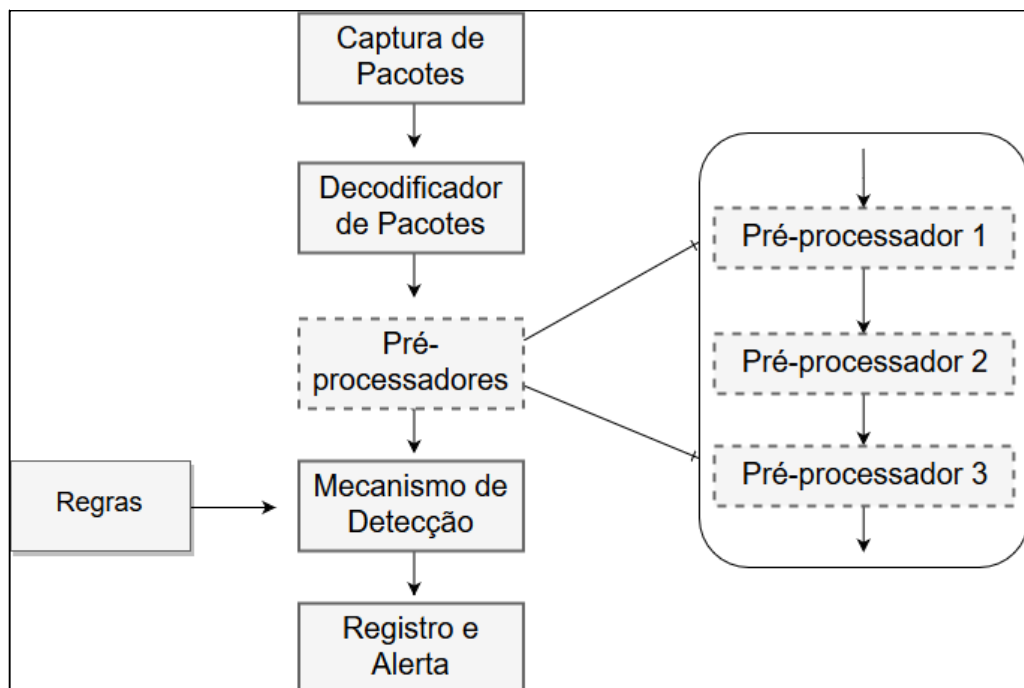 Captura de
Pacotes
Decodificador
de Pacotes
Pré-
processadores
Mecanismo de
Detecção
Registro e
Alerta
Regras
Pré-processador 1
Pré-processador 2
Pré-processador 3